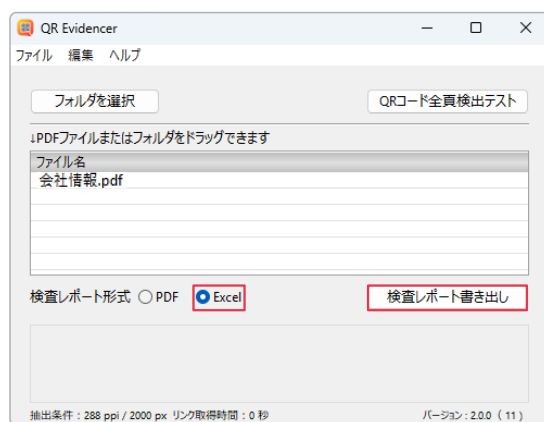 QR Evidencer
ファイル 編集 ヘルプ
フォルダを選択 QRコード全頁検出テスト
↓PDFファイルまたはフォルダをドラッグできます
ファイル名
会社情報.pdf
検査レポート形式 PDF Excel 検査レポート書き出し
抽出条件:288 ppi / 2000 px リンク取得時間:0 秒 バージョン:2.0.0 ( 11 )